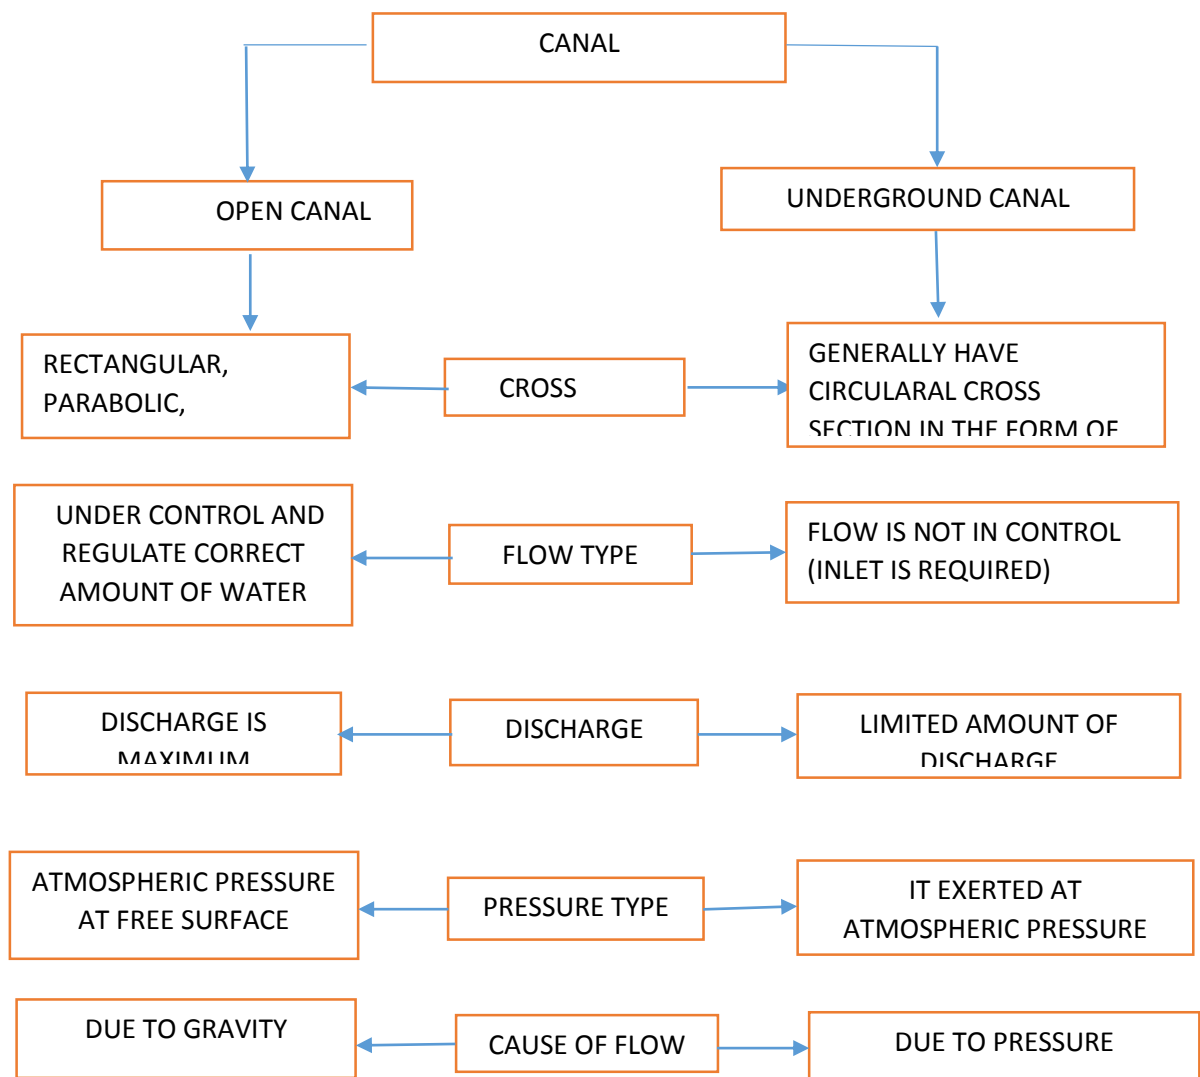 CANAL
OPEN CANAL
UNDERGROUND CANAL
RECTANGULAR,
PARABOLIC,
CROSS
GENERALLY HAVE
CIRCULARAL CROSS
SECTION IN THE FORM OF
UNDER CONTROL AND
REGULATE CORRECT
AMOUNT OF WATER
FLOW TYPE
FLOW IS NOT IN CONTROL
(INLET IS REQUIRED)
DISCHARGE IS
MAXIMUM
DISCHARGE
LIMITED AMOUNT OF
DISCHARGE
ATMOSPHERIC PRESSURE
AT FREE SURFACE
PRESSURE TYPE
IT EXERTED AT
ATMOSPHERIC PRESSURE
DUE TO GRAVITY
CAUSE OF FLOW
DUE TO PRESSURE